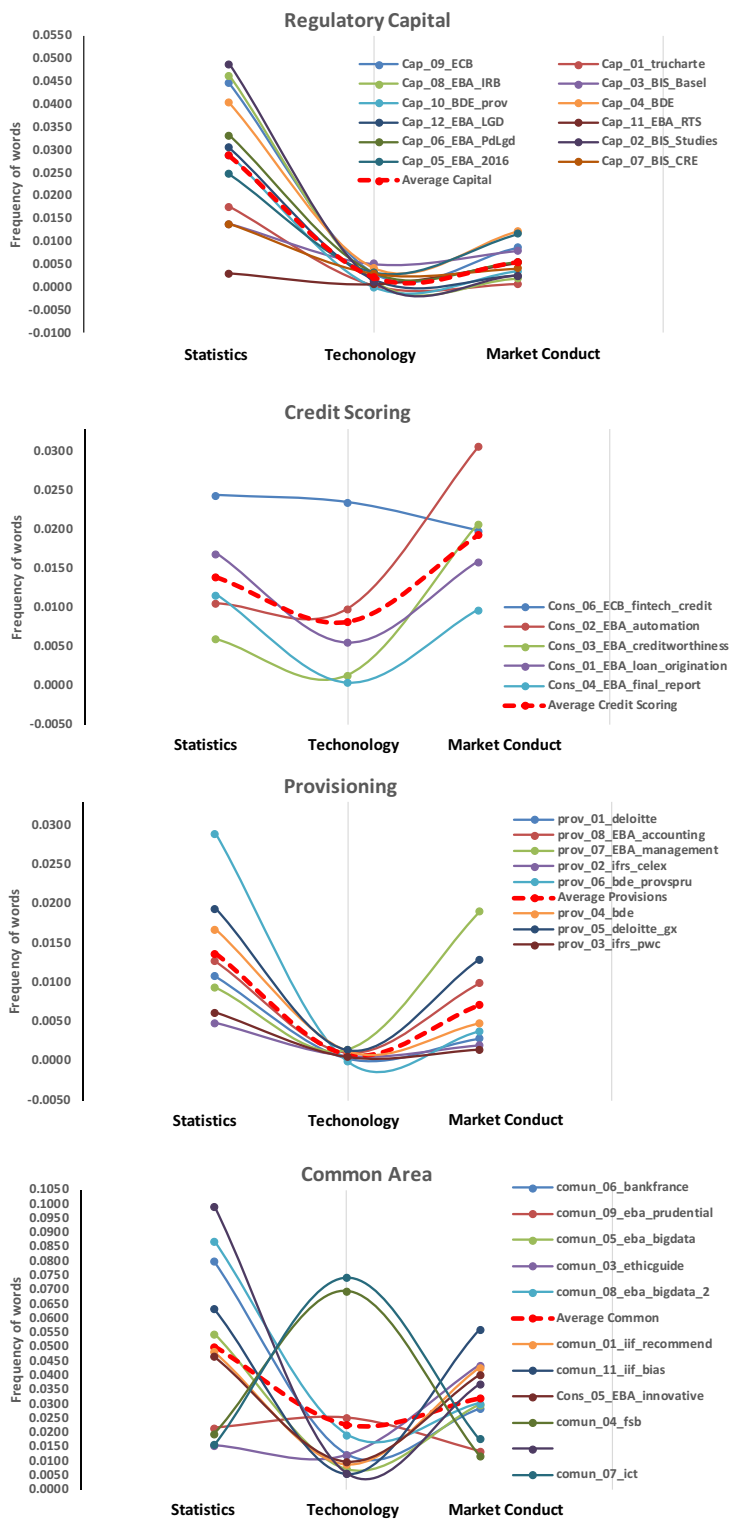 Regulatory Capital
Frequency of words
0.0550
0.0500
0.0450
0.0400
0.0350
0.0300
0.0250
0.0200
0.0150
0.0100
0.0050
0.0000
-0.0050
-0.0100
Cap_09_ECB
Cap_01_trucharte
Cap_08_EBA_IRB
Cap_03_BIS_Basel
Cap_10_BDE_prov
Cap_04_BDE
Cap_12_EBA_LGD
Cap_11_EBA_RTS
Cap_06_EBA_PdLgd
Cap_02_BIS_Studies
Cap_05_EBA_2016
Cap_07_BIS_CRE
Average Capital
Statistics
Techonology
Market Conduct
Credit Scoring
Frequency of words
0.0300
0.0250
0.0200
0.0150
0.0100
0.0050
0.0000
-0.0050
Cons_06_ECB_fintech_credit
Cons_02_EBA_automation
Cons_03_EBA_creditworthiness
Cons_01_EBA_loan_origination
Cons_04_EBA_final_report
Average Credit Scoring
Statistics
Techonology
Market Conduct
Provisioning
Frequency of words
0.0300
0.0250
0.0200
0.0150
0.0100
0.0050
0.0000
-0.0050
prov_01_deloitte
prov_08_EBA_accounting
prov_07_EBA_management
prov_02_ifrs_celex
prov_06_bde_provspru
Average Provisions
prov_04_bde
prov_05_deloitte_gx
prov_03_ifrs_pwc
Statistics
Techonology
Market Conduct
Common Area
Frequency of words
0.1050
0.1000
0.0950
0.0900
0.0850
0.0800
0.0750
0.0700
0.0650
0.0600
0.0550
0.0500
0.0450
0.0400
0.0350
0.0300
0.0250
0.0200
0.0150
0.0100
0.0050
0.0000
comun_06_bankfrance
comun_09_eba_prudential
comun_05_eba_bigdata
comun_03_ethicguide
comun_08_eba_bigdata_2
Average Common
comun_01_iif_recommend
comun_11_iif_bias
Cons_05_EBA_innovative
comun_04_fsb
comun_07_ict
Statistics
Techonology
Market Conduct